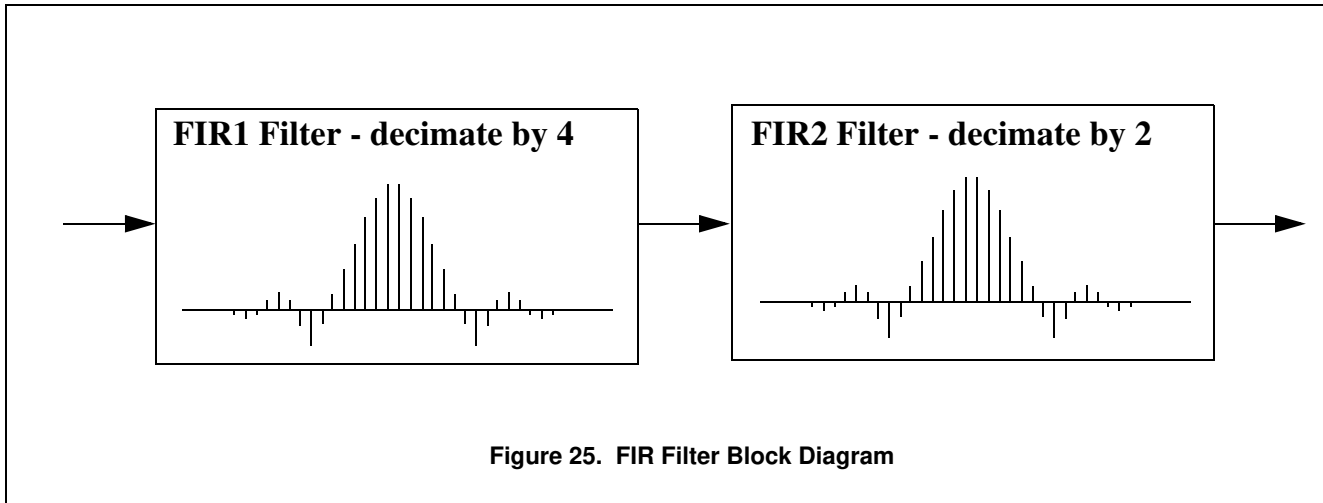 FIR1 Filter - decimate by 4
FIR2 Filter - decimate by 2
Figure 25. FIR Filter Block Diagram